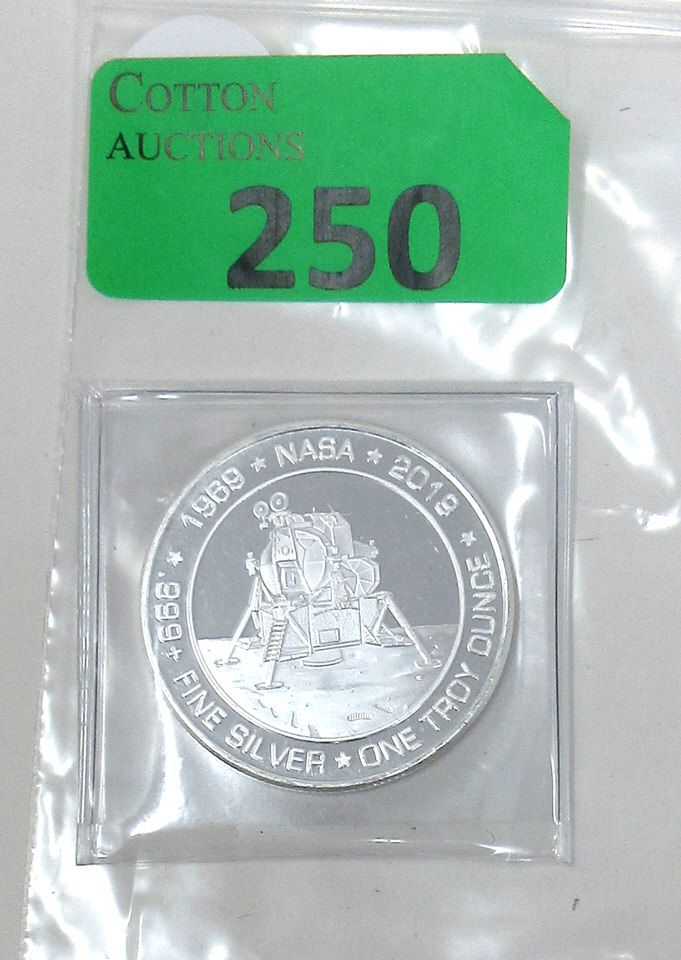 COTTON
AUCTIONS
250
1969 ★ NASA ★ 2019 ★
.999+ FINE SILVER ★ ONE TROY OUNCE ★